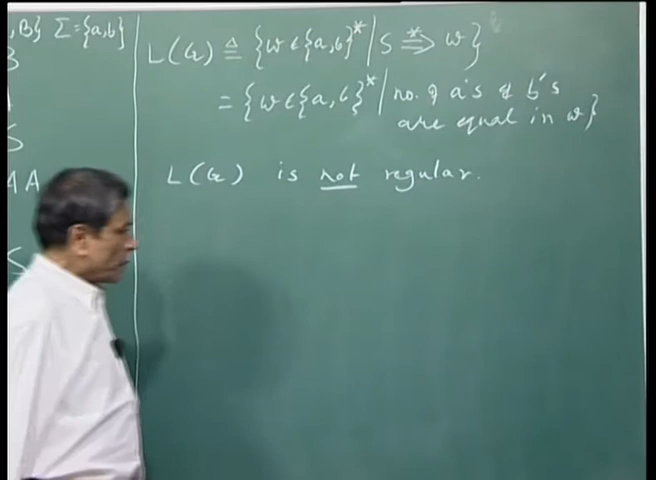 , B} Σ = {a, b}
}
S
AA
S
L(G) ≜ {w ∈ {a, b}* | S ⇒* w}
= {w ∈ {a, b}* | no. of a's & b's
are equal in w}
L(G) is not regular.